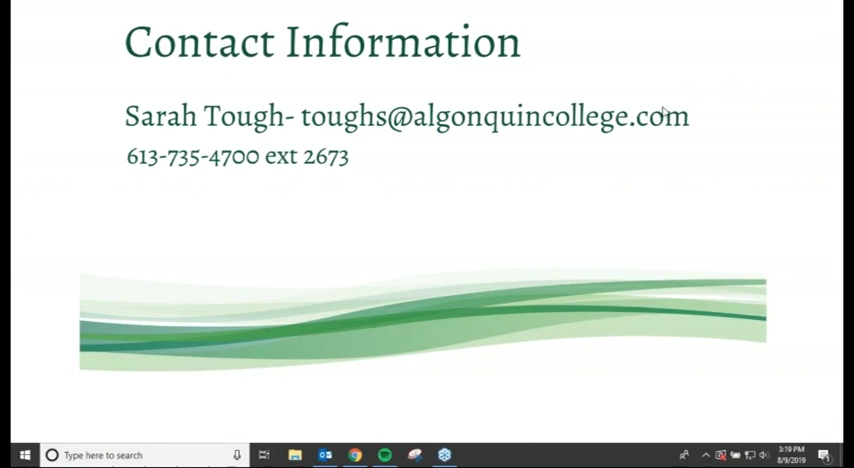 Contact Information
Sarah Tough- toughs@algonquincollege.com
613-735-4700 ext 2673
Type here to search
3:19 PM
8/9/2019